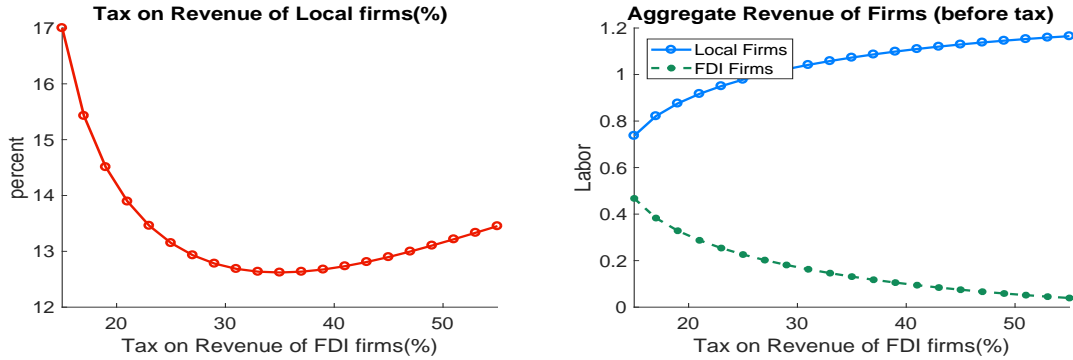 Tax on Revenue of Local firms(%)
17
16
15
14
13
12
percent
20
30
40
50
Tax on Revenue of FDI firms(%)
Aggregate Revenue of Firms (before tax)
1.2
1
0.8
0.6
0.4
0.2
0
Labor
Local Firms
FDI Firms
20
30
40
50
Tax on Revenue of FDI firms(%)